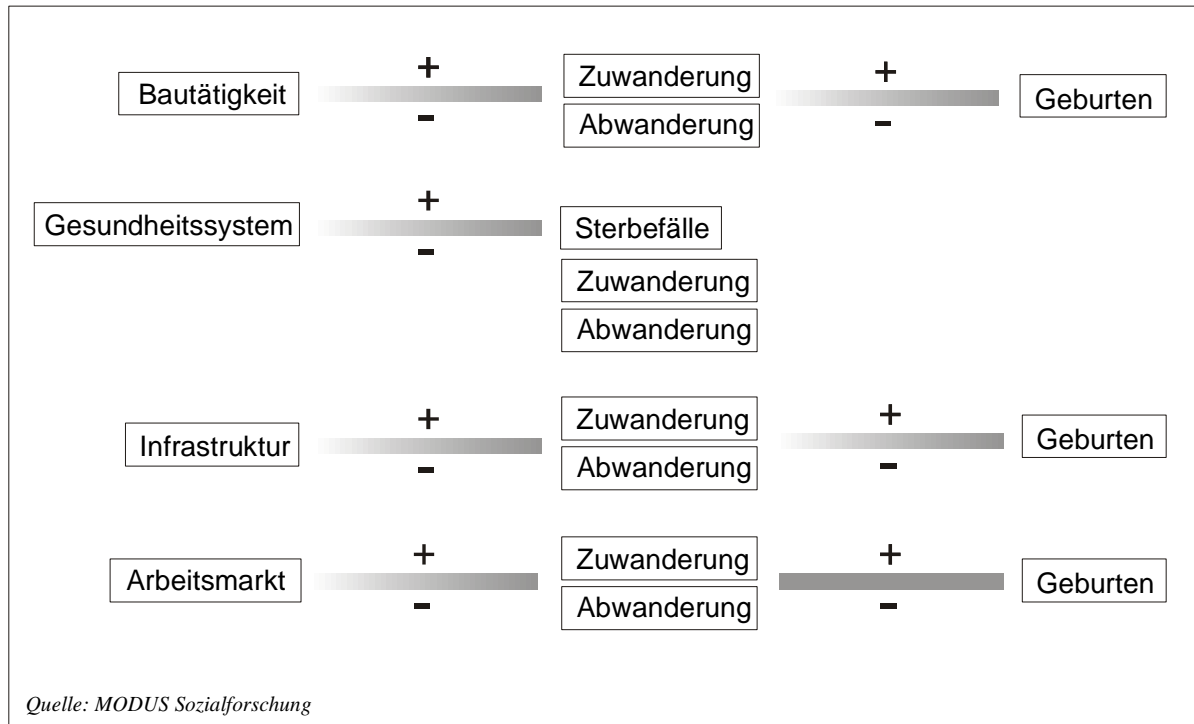 + Zuwanderung +
Bautätigkeit Geburten
- Abwanderung -
+
Gesundheitssystem Sterbefälle
-
Zuwanderung
Abwanderung
+ Zuwanderung +
Infrastruktur Geburten
- Abwanderung -
+ Zuwanderung +
Arbeitsmarkt Geburten
- Abwanderung -
Quelle: MODUS Sozialforschung